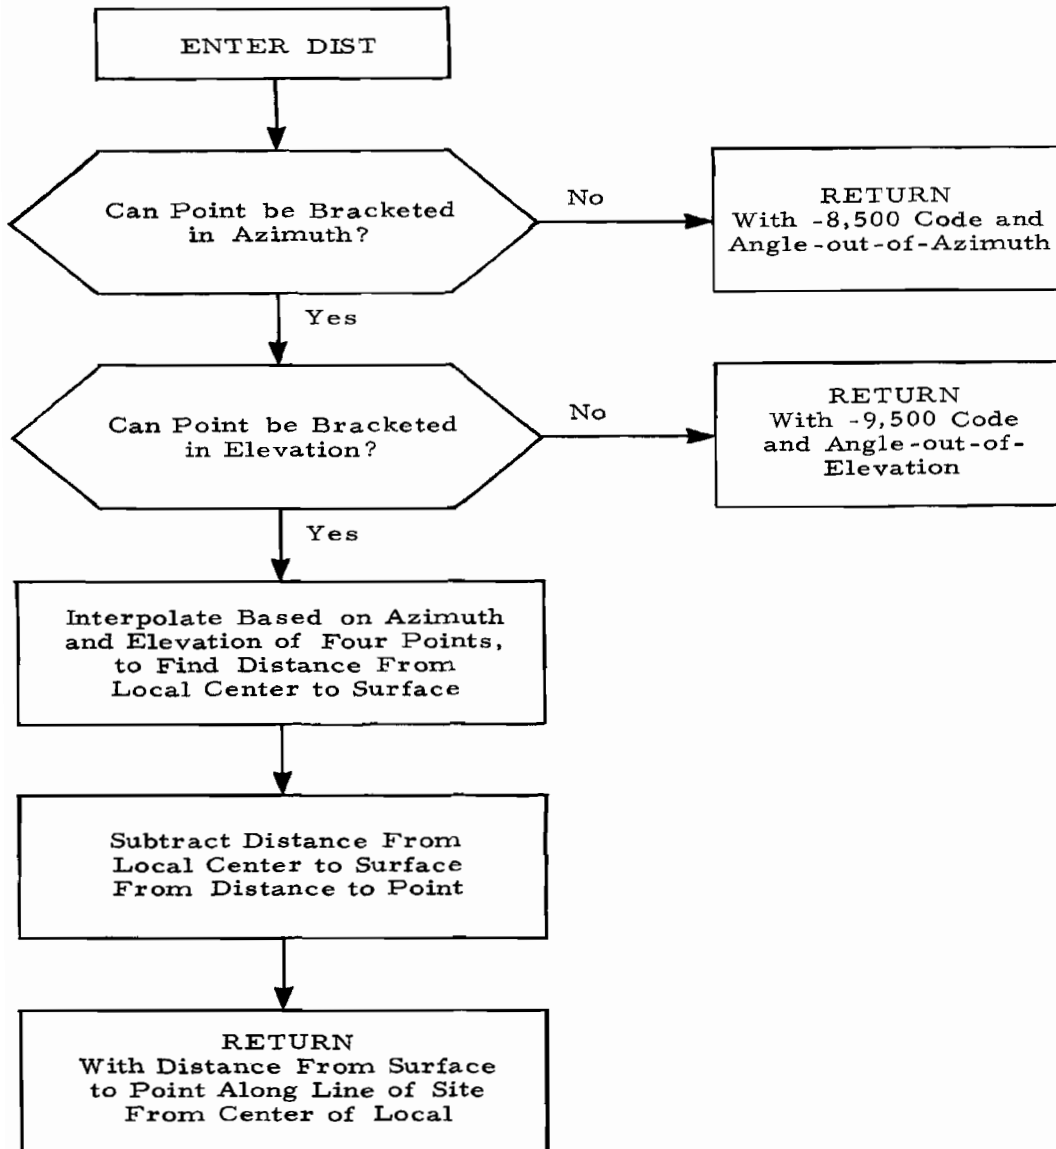 ENTER DIST
Can Point be Bracketed
in Azimuth?
No
RETURN
With -8,500 Code and
Angle-out-of-Azimuth
Yes
Can Point be Bracketed
in Elevation?
No
RETURN
With -9,500 Code
and Angle-out-of-
Elevation
Yes
Interpolate Based on Azimuth
and Elevation of Four Points,
to Find Distance From
Local Center to Surface
Subtract Distance From
Local Center to Surface
From Distance to Point
RETURN
With Distance From Surface
to Point Along Line of Site
From Center of Local